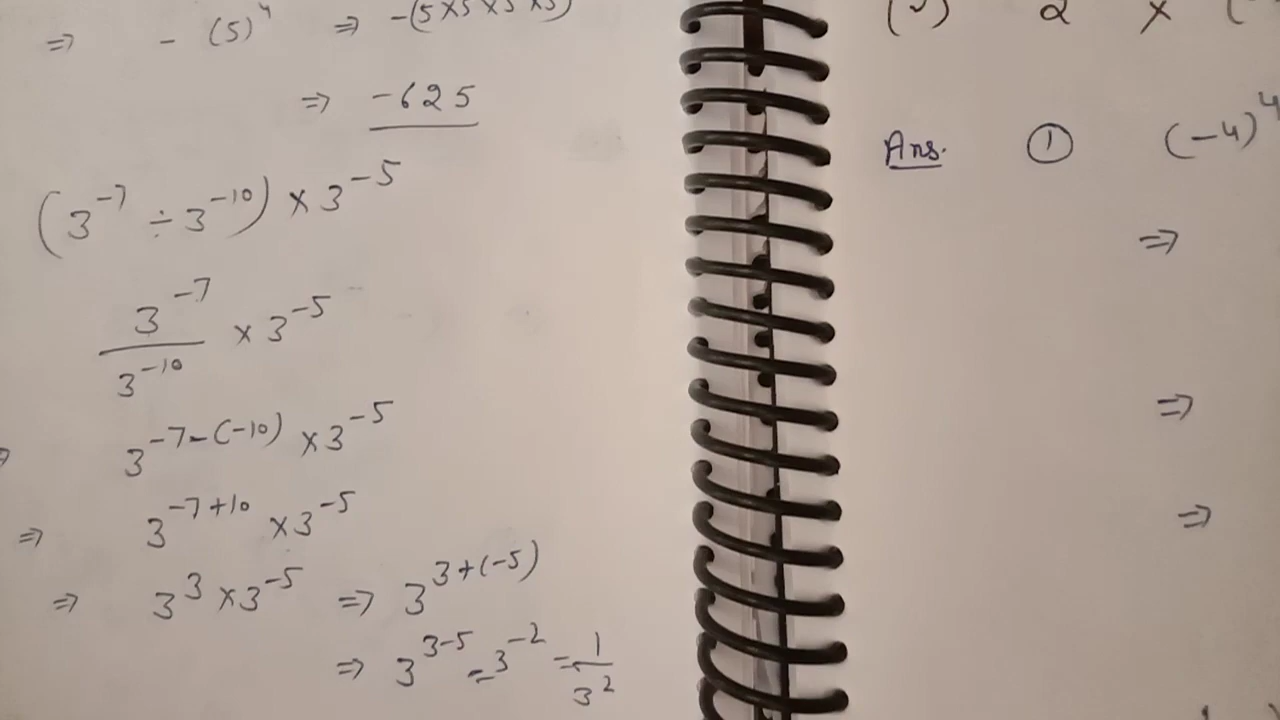 ⇒ - (5)⁴ ⇒ -(5×5×5×5)
⇒ -625
(3⁻⁷ ÷ 3⁻¹⁰) × 3⁻⁵
3⁻⁷/3⁻¹⁰ × 3⁻⁵
⇒ 3⁻⁷⁻⁽⁻¹⁰⁾ × 3⁻⁵
⇒ 3⁻⁷⁺¹⁰ × 3⁻⁵
⇒ 3³ × 3⁻⁵ ⇒ 3³⁺⁽⁻⁵⁾
⇒ 3³⁻⁵ = 3⁻² = 1/3²
2 ×
Ans. ① (-4)⁴
⇒
⇒
⇒